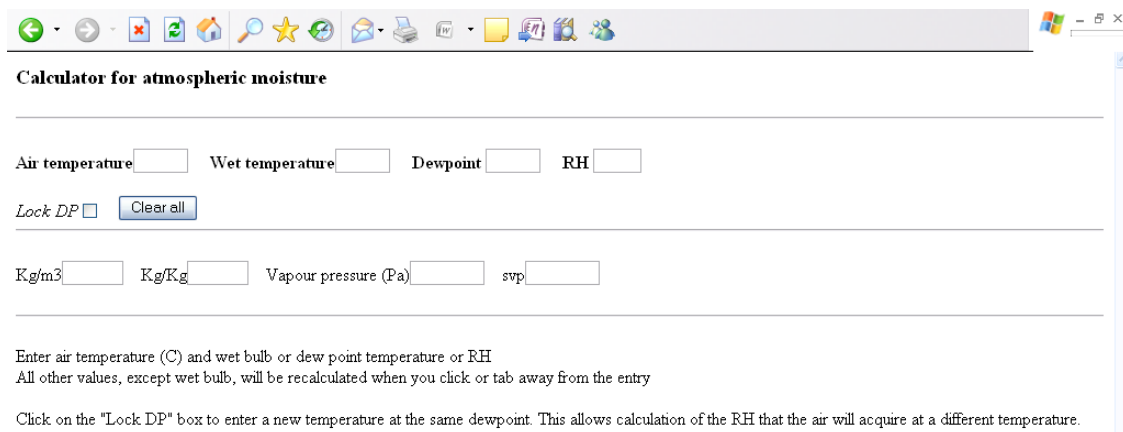 Calculator for atmospheric moisture
Air temperature Wet temperature Dewpoint RH
Lock DP Clear all
Kg/m3 Kg/Kg Vapour pressure (Pa) svp
Enter air temperature (C) and wet bulb or dew point temperature or RH
All other values, except wet bulb, will be recalculated when you click or tab away from the entry
Click on the "Lock DP" box to enter a new temperature at the same dewpoint. This allows calculation of the RH that the air will acquire at a different temperature.